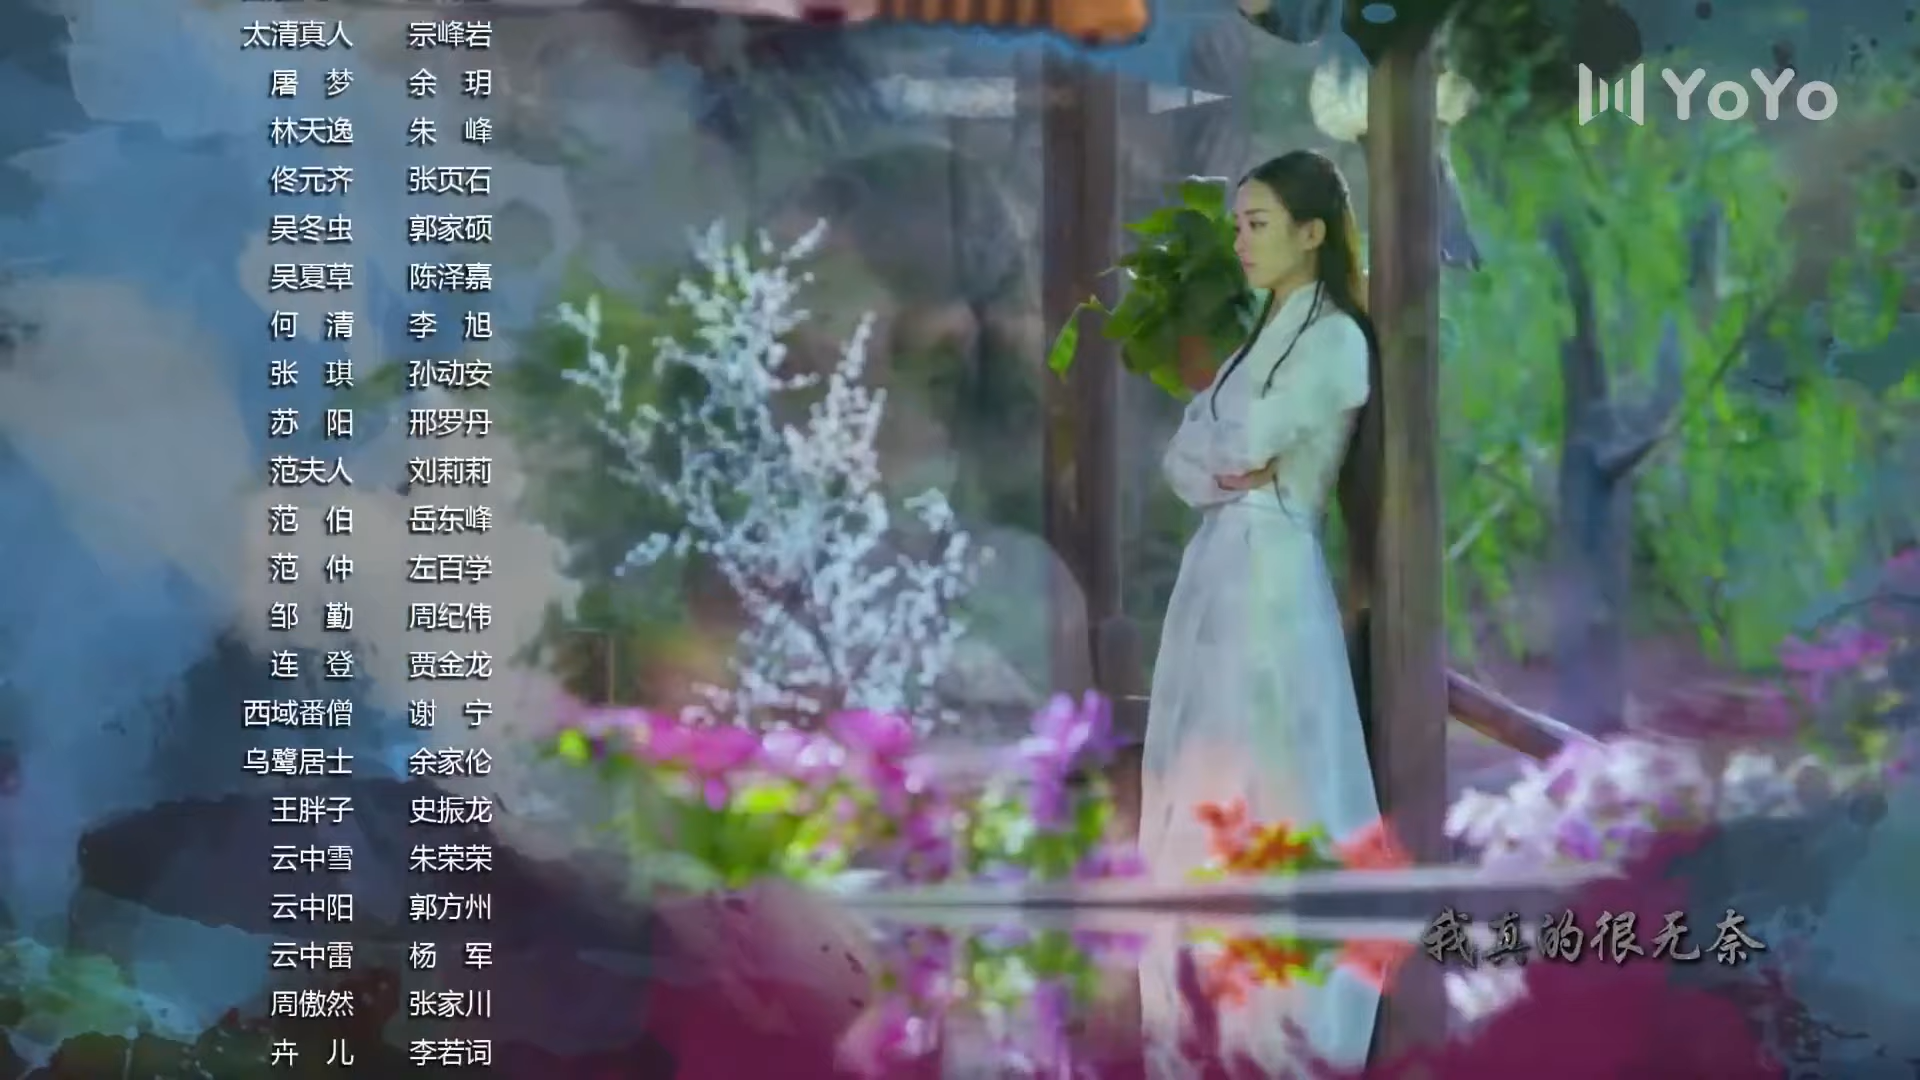 太清真人 宗峰岩
屠梦 余玥
林天逸 朱峰
佟元齐 张页石
吴冬虫 郭家硕
吴夏草 陈泽嘉
何清 李旭
张琪 孙动安
苏阳 邢罗丹
范夫人 刘莉莉
范伯 岳东峰
范仲 左百学
邹勤 周纪伟
连登 贾金龙
西域番僧 谢宁
乌鹭居士 余家伦
王胖子 史振龙
云中雪 朱荣荣
云中阳 郭方州
云中雷 杨军
周傲然 张家川
卉儿 李若词
YoYo
我真的很无奈